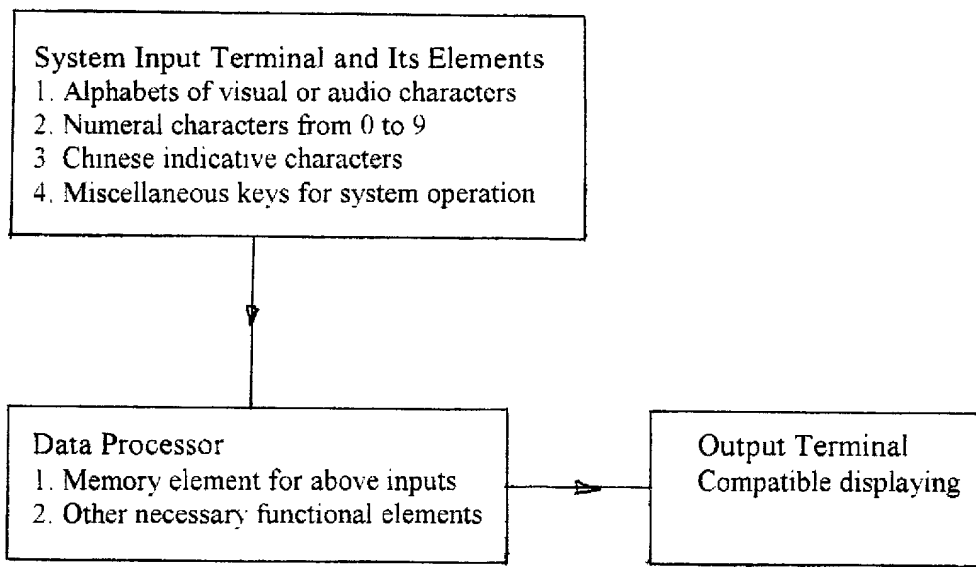 System Input Terminal and Its Elements
1. Alphabets of visual or audio characters
2. Numeral characters from 0 to 9
3 Chinese indicative characters
4. Miscellaneous keys for system operation
Data Processor
1. Memory element for above inputs
2. Other necessary functional elements
Output Terminal
Compatible displaying